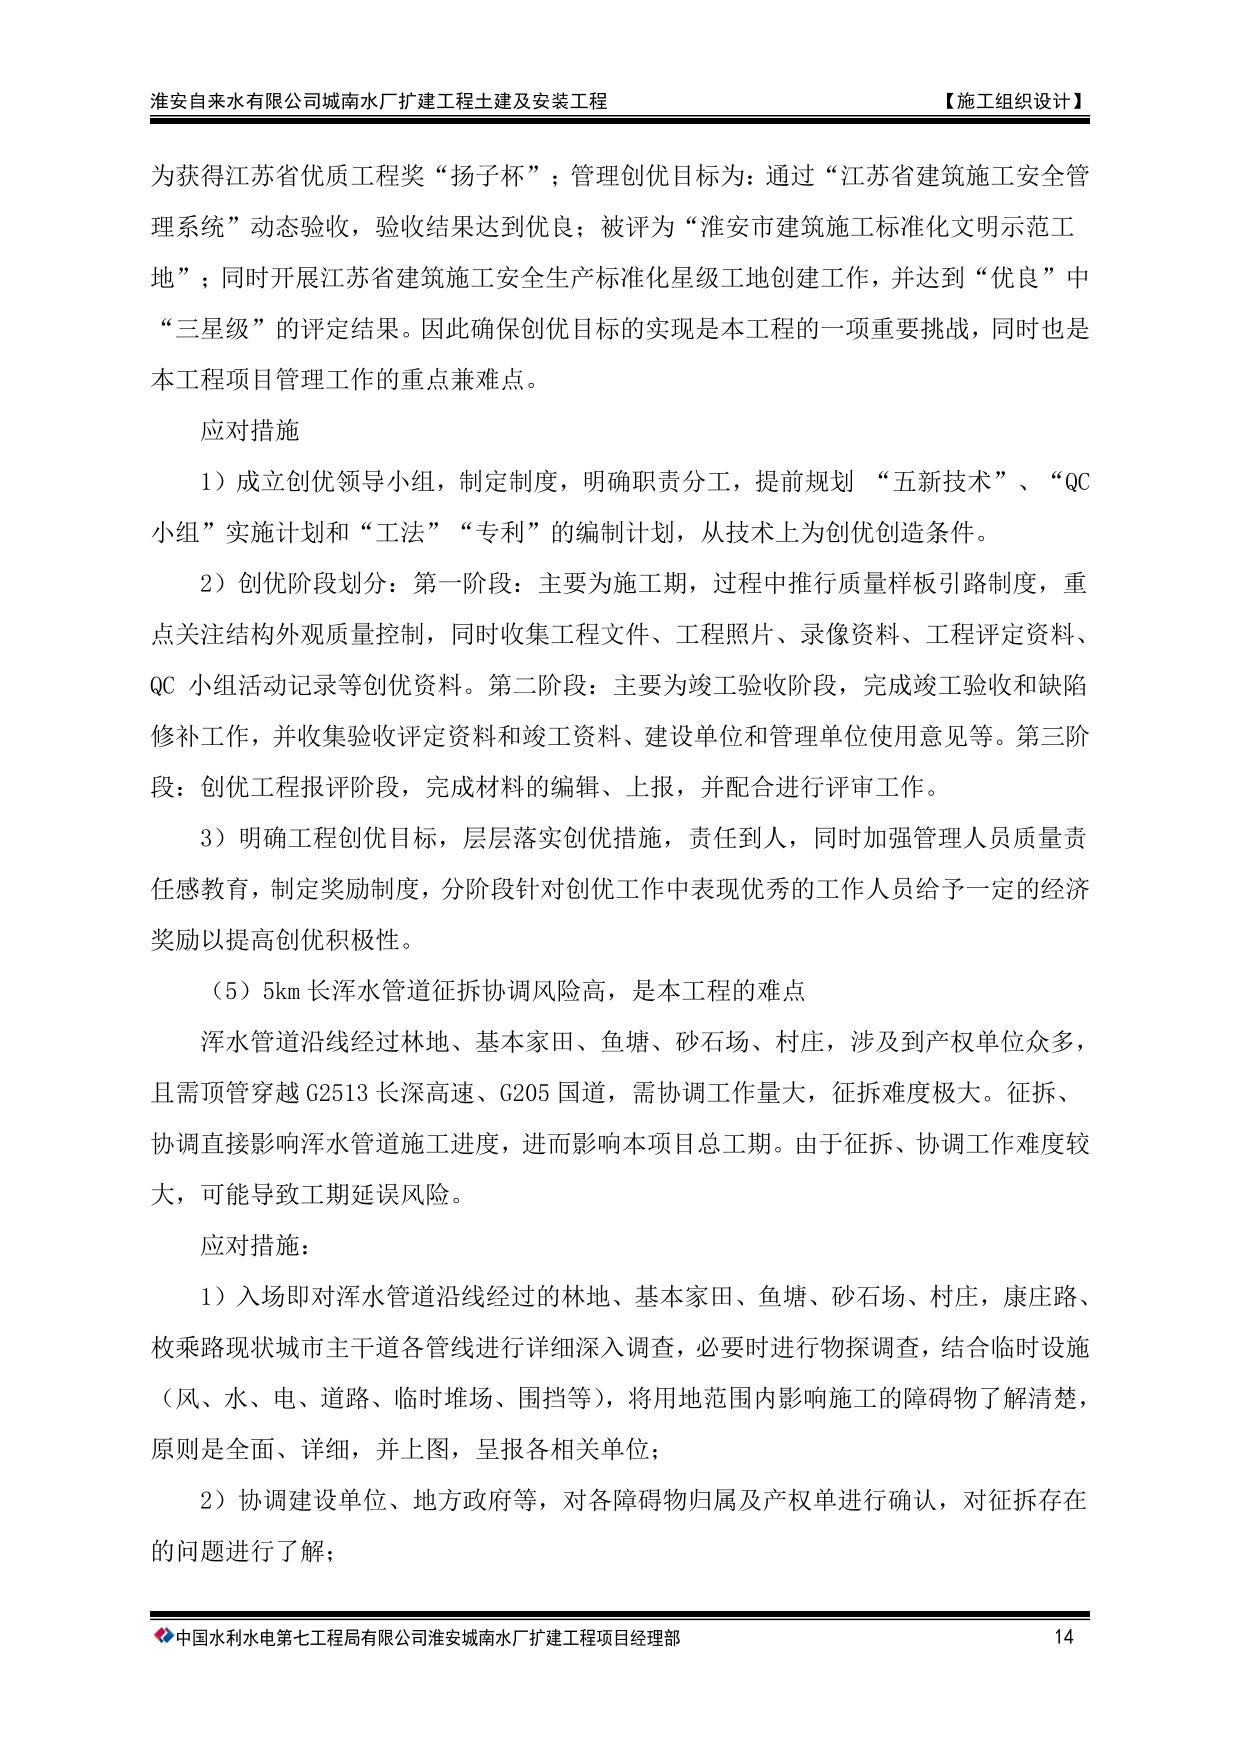 淮安自来水有限公司城南水厂扩建工程土建及安装工程 【施工组织设计】
为获得江苏省优质工程奖“扬子杯”；管理创优目标为：通过“江苏省建筑施工安全管
理系统”动态验收，验收结果达到优良；被评为“淮安市建筑施工标准化文明示范工
地”；同时开展江苏省建筑施工安全生产标准化星级工地创建工作，并达到“优良”中
“三星级”的评定结果。因此确保创优目标的实现是本工程的一项重要挑战，同时也是
本工程项目管理工作的重点兼难点。
应对措施
1）成立创优领导小组，制定制度，明确职责分工，提前规划 “五新技术”、“QC
小组”实施计划和“工法”“专利”的编制计划，从技术上为创优创造条件。
2）创优阶段划分：第一阶段：主要为施工期，过程中推行质量样板引路制度，重
点关注结构外观质量控制，同时收集工程文件、工程照片、录像资料、工程评定资料、
QC 小组活动记录等创优资料。第二阶段：主要为竣工验收阶段，完成竣工验收和缺陷
修补工作，并收集验收评定资料和竣工资料、建设单位和管理单位使用意见等。第三阶
段：创优工程报评阶段，完成材料的编辑、上报，并配合进行评审工作。
3）明确工程创优目标，层层落实创优措施，责任到人，同时加强管理人员质量责
任感教育，制定奖励制度，分阶段针对创优工作中表现优秀的工作人员给予一定的经济
奖励以提高创优积极性。
（5）5km 长浑水管道征拆协调风险高，是本工程的难点
浑水管道沿线经过林地、基本家田、鱼塘、砂石场、村庄，涉及到产权单位众多，
且需顶管穿越 G2513 长深高速、G205 国道，需协调工作量大，征拆难度极大。征拆、
协调直接影响浑水管道施工进度，进而影响本项目总工期。由于征拆、协调工作难度较
大，可能导致工期延误风险。
应对措施：
1）入场即对浑水管道沿线经过的林地、基本家田、鱼塘、砂石场、村庄，康庄路、
枚乘路现状城市主干道各管线进行详细深入调查，必要时进行物探调查，结合临时设施
（风、水、电、道路、临时堆场、围挡等），将用地范围内影响施工的障碍物了解清楚，
原则是全面、详细，并上图，呈报各相关单位；
2）协调建设单位、地方政府等，对各障碍物归属及产权单进行确认，对征拆存在
的问题进行了解；
中国水利水电第七工程局有限公司淮安城南水厂扩建工程项目经理部 14